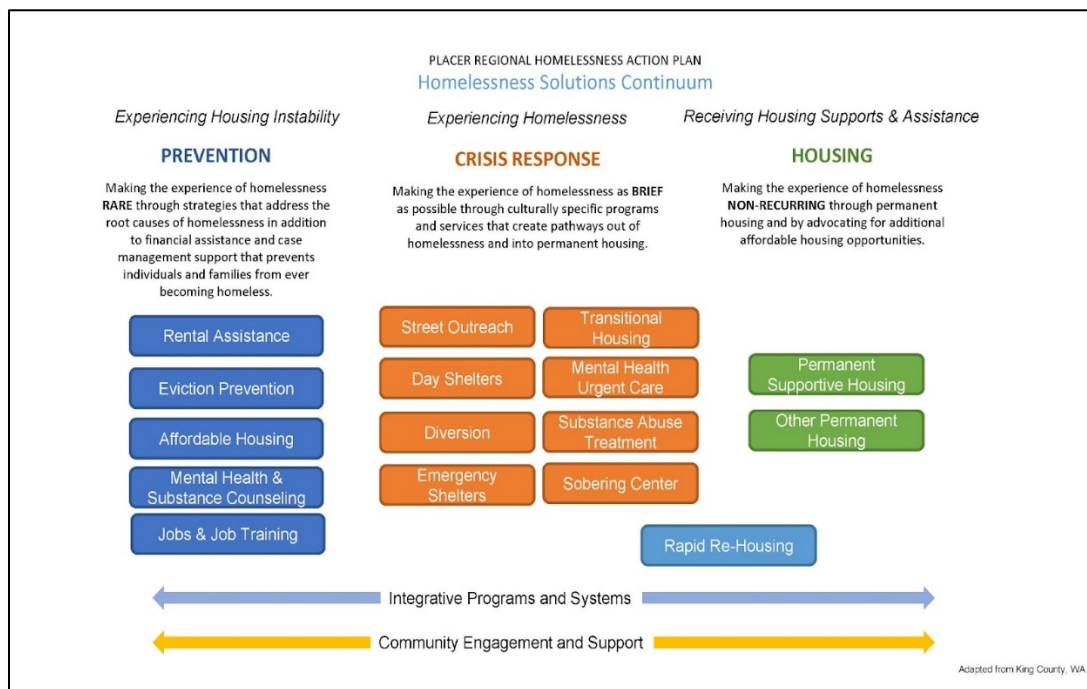 PLACER REGIONAL HOMELESSNESS ACTION PLAN
Homelessness Solutions Continuum
Experiencing Housing Instability
PREVENTION
Making the experience of homelessness
RARE through strategies that address the
root causes of homelessness in addition
to financial assistance and case
management support that prevents
individuals and families from ever
becoming homeless.
Rental Assistance
Eviction Prevention
Affordable Housing
Mental Health &
Substance Counseling
Jobs & Job Training
Experiencing Homelessness
CRISIS RESPONSE
Making the experience of homelessness as BRIEF
as possible through culturally specific programs
and services that create pathways out of
homelessness and into permanent housing.
Street Outreach
Day Shelters
Diversion
Emergency
Shelters
Transitional
Housing
Mental Health
Urgent Care
Substance Abuse
Treatment
Sobering Center
Receiving Housing Supports & Assistance
HOUSING
Making the experience of homelessness
NON-RECURRING through permanent
housing and by advocating for additional
affordable housing opportunities.
Permanent
Supportive Housing
Other Permanent
Housing
Rapid Re-Housing
Integrative Programs and Systems
Community Engagement and Support
Adapted from King County, WA